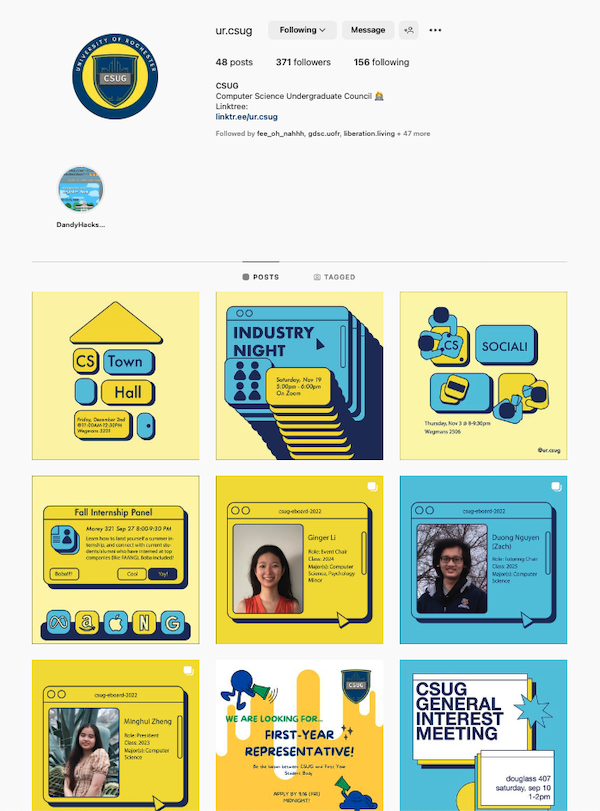 ur.csug
Following
Message
48 posts
371 followers
156 following
CSUG
Computer Science Undergraduate Council
Linktree:
linktr.ee/ur.csug
Followed by fee_oh_nahhh, gdsc.uofr, liberation.living + 47 more
UNIVERSITY OF ROCHESTER
CSUG
DandyHacks...
POSTS
TAGGED
CS Town
Hall
Friday, December 2nd
@11:00AM-12:30PM
Wegmans 3201
INDUSTRY
NIGHT
Saturday, Nov 19
5:00pm - 6:00pm
On Zoom
CS SOCIAL!
Thursday, Nov 3 @ 8-9:30pm
Wegmans 2506
@ur.csug
Fall Internship Panel
Morey 321 Sep 27 8:00-9:30 PM
Learn how to land yourself a summer in-
ternship, and connect with current stu-
dents/alumni who have interned at top
companies (like FAANG). Boba included!
Boba!!!
Cool
Yay!
a
N
G
csug-eboard-2022
Ginger Li
Role: Event Chair
Class: 2024
Major(s): Computer
Science, Psychology
Minor
csug-eboard-2022
Duong Nguyen
(Zach)
Role: Tutoring Chair
Class: 2023
Major(s): Computer
Science
csug-eboard-2022
Minghui Zheng
Role: President
Class: 2023
Major(s): Computer
Science
CSUG
WE ARE LOOKING FOR...
FIRST-YEAR
REPRESENTATIVE!
Be the liaison between CSUG and First Year
Student Body
APPLY BY 9/16 (FRI)
MIDNIGHT!
CSUG
GENERAL
INTEREST
MEETING
douglass 407
saturday, sep 10
1-2pm